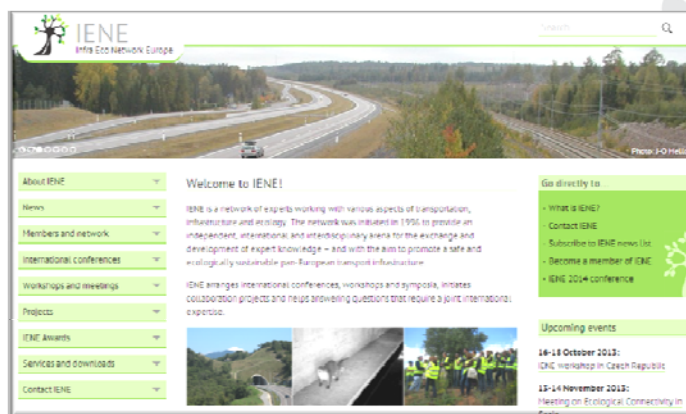 IENE
Infra Eco Network Europe
Search
Photo: J-O Helldin
About IENE
News
Members and network
International conferences
Workshops and meetings
Projects
IENE Awards
Services and downloads
Contact IENE
Welcome to IENE!
IENE is a network of experts working with various aspects of transportation,
infrastructure and ecology. The network was initiated in 1996 to provide an
independent, international and interdisciplinary arena for the exchange and
development of expert knowledge – and with the aim to promote a safe and
ecologically sustainable pan-European transport infrastructure.
IENE arranges international conferences, workshops and symposia, initiates
collaboration projects and helps answering questions that require a joint international
expertise.
Go directly to...
- What is IENE?
- Contact IENE
- Subscribe to IENE news list
- Become a member of IENE
- IENE 2014 conference
Upcoming events
16-18 October 2013:
IENE workshop in Czech Republic
13-14 November 2013:
Meeting on Ecological Connectivity in